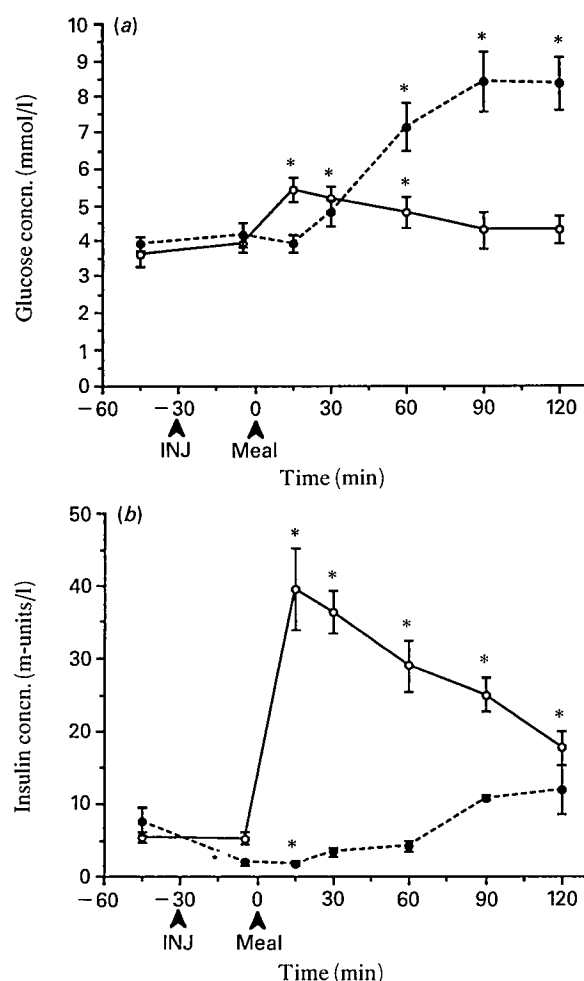 (a)
Glucose concn. (mmol/l)
10
9
8
7
6
5
4
3
2
1
0
* * * * * *
−60 −30 0 30 60 90 120
INJ Meal
Time (min)
(b)
Insulin concn. (m-units/l)
50
40
30
20
10
0
* * * * * *
−60 −30 0 30 60 90 120
INJ Meal
Time (min)